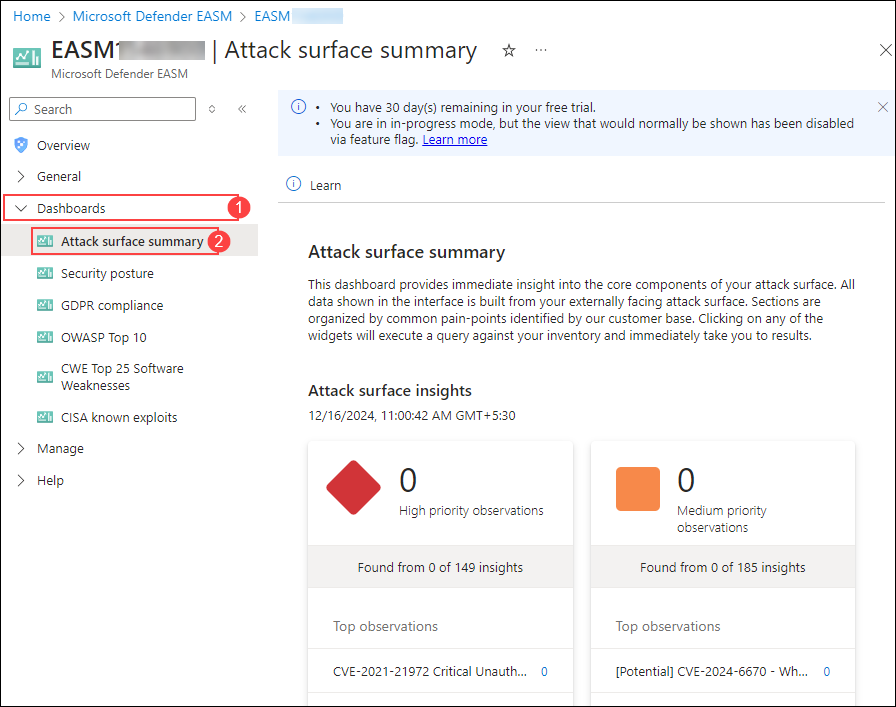 Home > Microsoft Defender EASM > EASM
EASM | Attack surface summary
Microsoft Defender EASM
Search
Overview
General
Dashboards
1
Attack surface summary
2
Security posture
GDPR compliance
OWASP Top 10
CWE Top 25 Software
Weaknesses
CISA known exploits
Manage
Help
• You have 30 day(s) remaining in your free trial.
• You are in in-progress mode, but the view that would normally be shown has been disabled
via feature flag. Learn more
Learn
Attack surface summary
This dashboard provides immediate insight into the core components of your attack surface. All
data shown in the interface is built from your externally facing attack surface. Sections are
organized by common pain-points identified by our customer base. Clicking on any of the
widgets will execute a query against your inventory and immediately take you to results.
Attack surface insights
12/16/2024, 11:00:42 AM GMT+5:30
0
High priority observations
Found from 0 of 149 insights
Top observations
CVE-2021-21972 Critical Unauth... 0
0
Medium priority
observations
Found from 0 of 185 insights
Top observations
[Potential] CVE-2024-6670 - Wh... 0